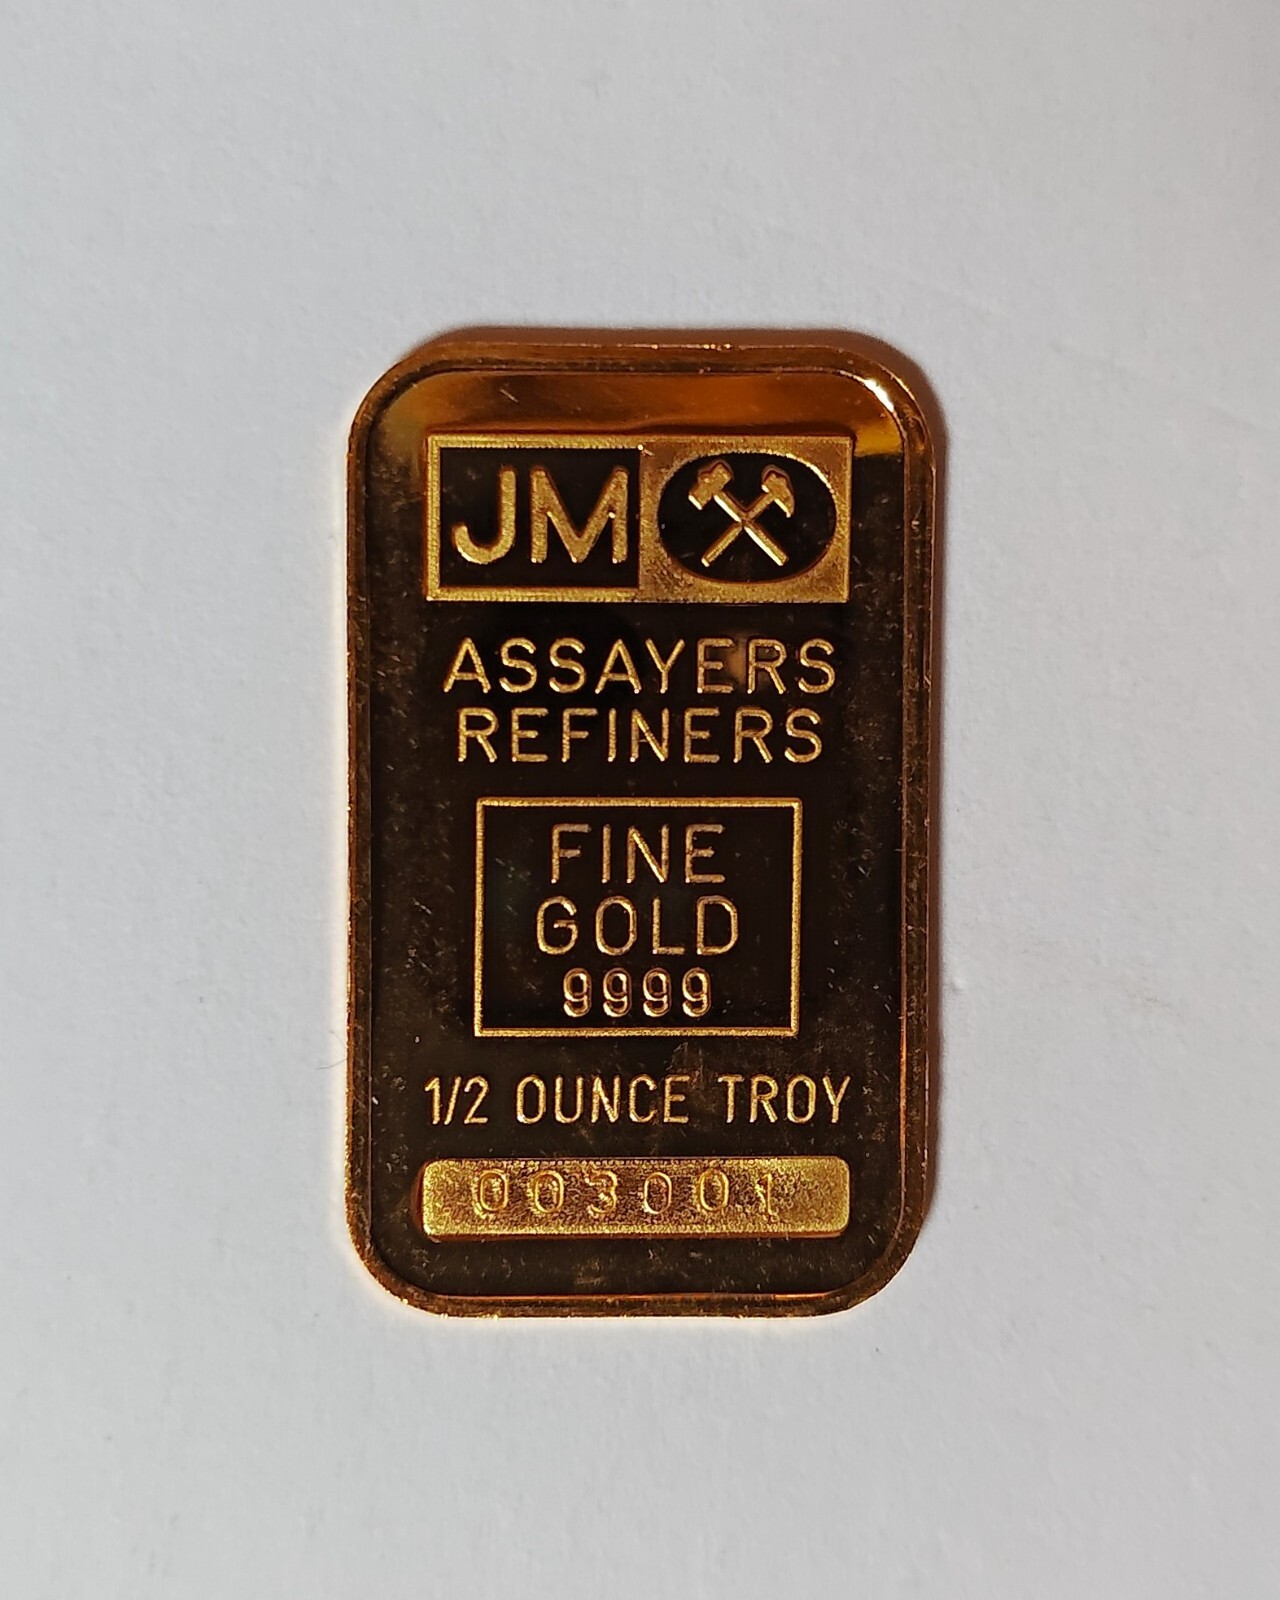 JM
ASSAYERS
REFINERS
FINE
GOLD
9999
1/2 OUNCE TROY
003001